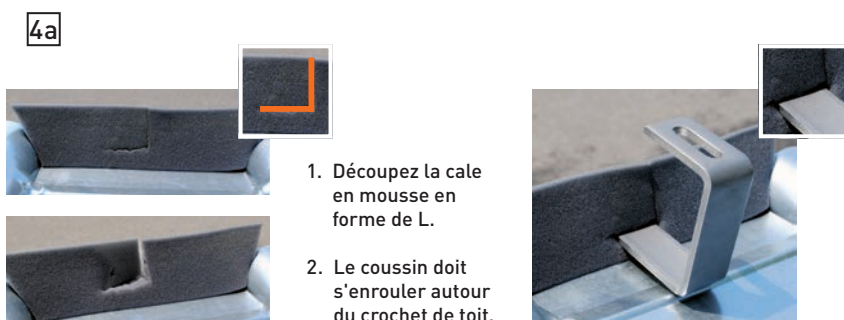 4a
1. Découpez la cale
en mousse en
forme de L.
2. Le coussin doit
s'enrouler autour
du crochet de toit.